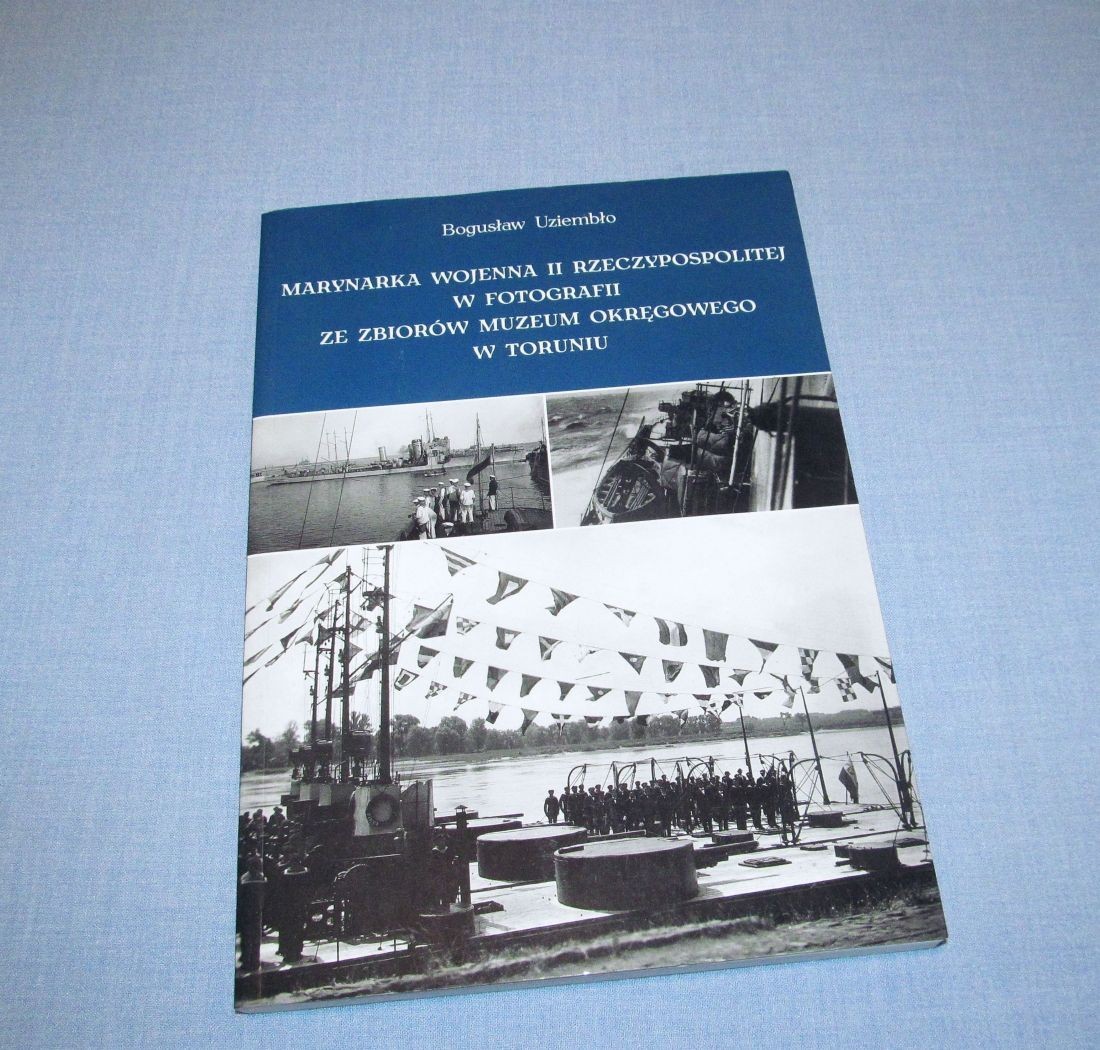 Bogusław Uziembło
MARYNARKA WOJENNA II RZECZYPOSPOLITEJ
W FOTOGRAFII
ZE ZBIORÓW MUZEUM OKRĘGOWEGO
W TORUNIU